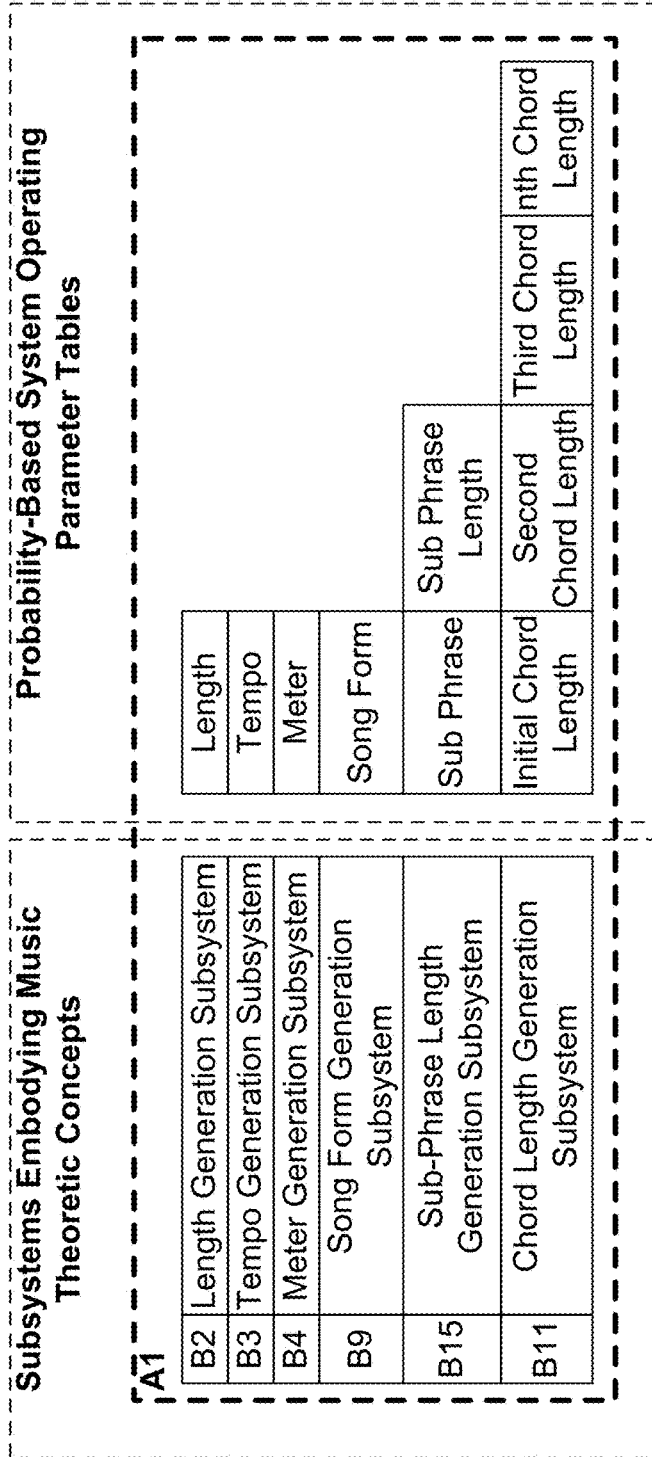 Subsystems Embodying Music
Theoretic Concepts
Probability-Based System Operating
Parameter Tables
A1
B2 Length Generation Subsystem Length
B3 Tempo Generation Subsystem Tempo
B4 Meter Generation Subsystem Meter
B9 Song Form Generation
Subsystem
Song Form
B15 Sub-Phrase Length
Generation Subsystem
Sub Phrase
Sub Phrase
Length
B11 Chord Length Generation
Subsystem
Initial Chord
Length
Second
Chord Length
Third Chord
Length
nth Chord
Length